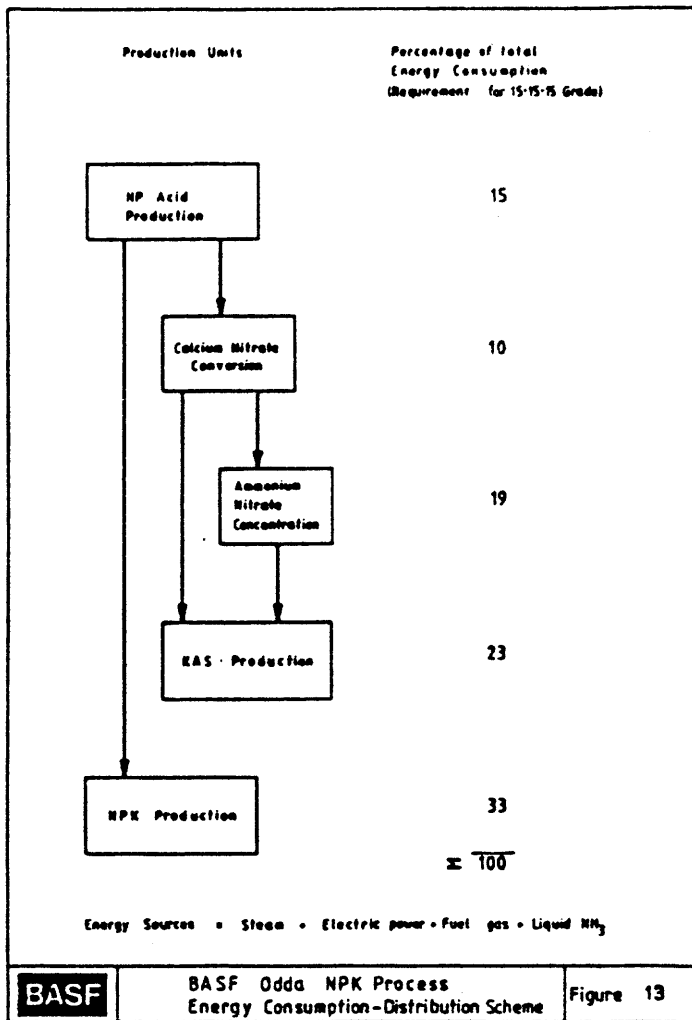 Production Units
Percentage of total
Energy Consumption
(Requirement for 15-15-15 Grade)
NP Acid
Production
15
Calcium Nitrate
Conversion
10
Ammonium
Nitrate
Concentration
19
KAS - Production
23
NPK Production
33
Σ 100
Energy Sources = Steam + Electric power + Fuel gas + Liquid NH₃
BASF
BASF Odda NPK Process
Energy Consumption-Distribution Scheme
Figure 13